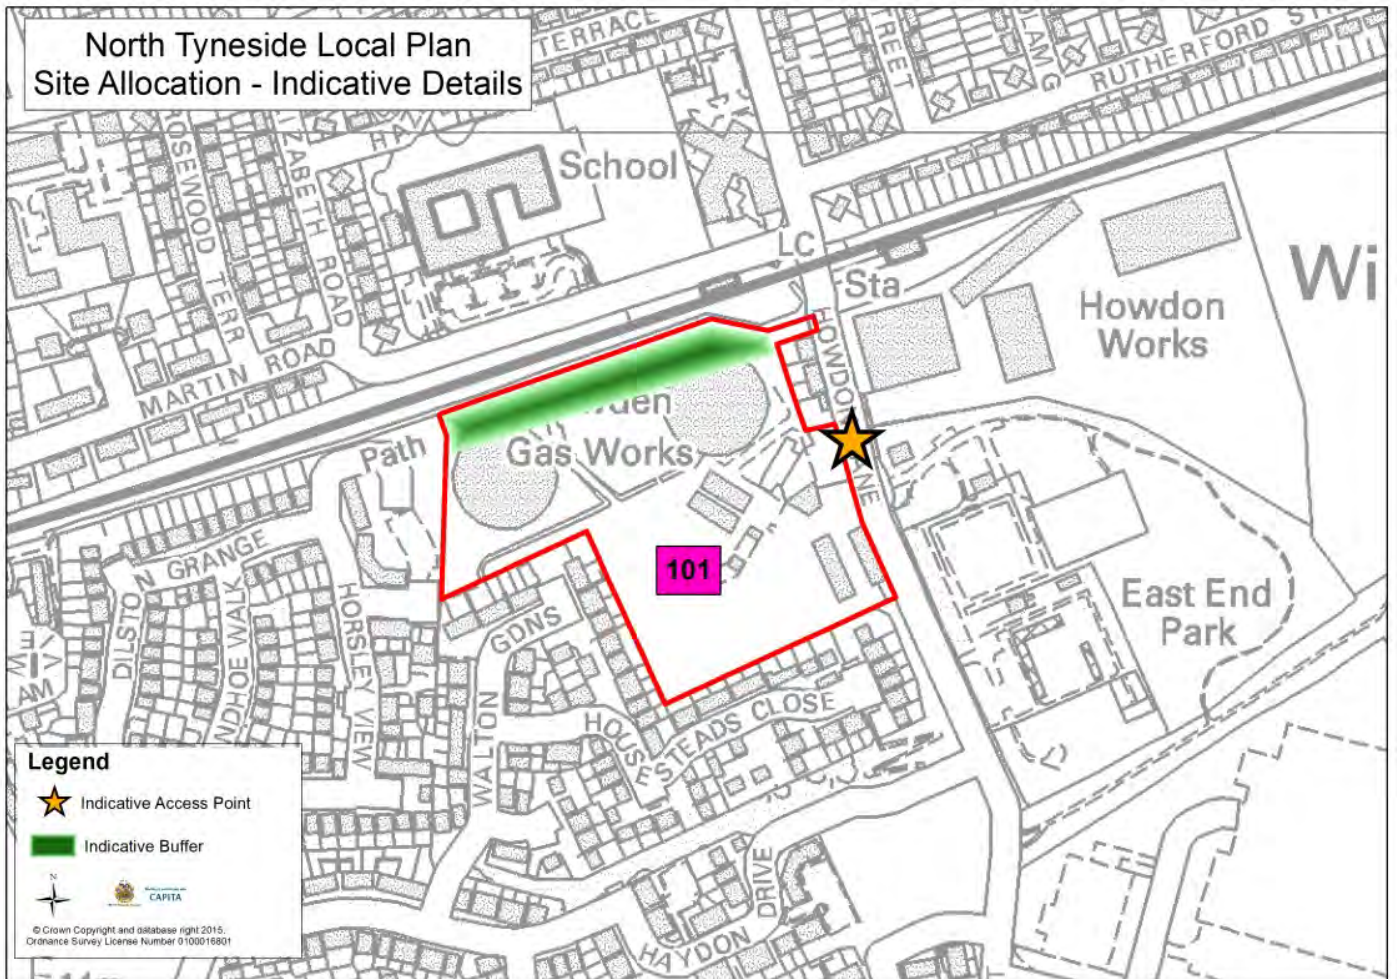 North Tyneside Local Plan
Site Allocation - Indicative Details
TERRACE
RUTHERFORD
School
LC
Sta
Wi
Howdon
Works
ROAD
MARTIN ROAD
Path
Gas Works
101
East End
Park
DILSTON GRANGE
HORSLEY VIEW
WALTON
GDNS
HOUSESTEADS CLOSE
HAYDON
DRIVE
Legend
Indicative Access Point
Indicative Buffer
N
CAPITA
© Crown Copyright and database right 2015.
Ordnance Survey License Number 0100016801